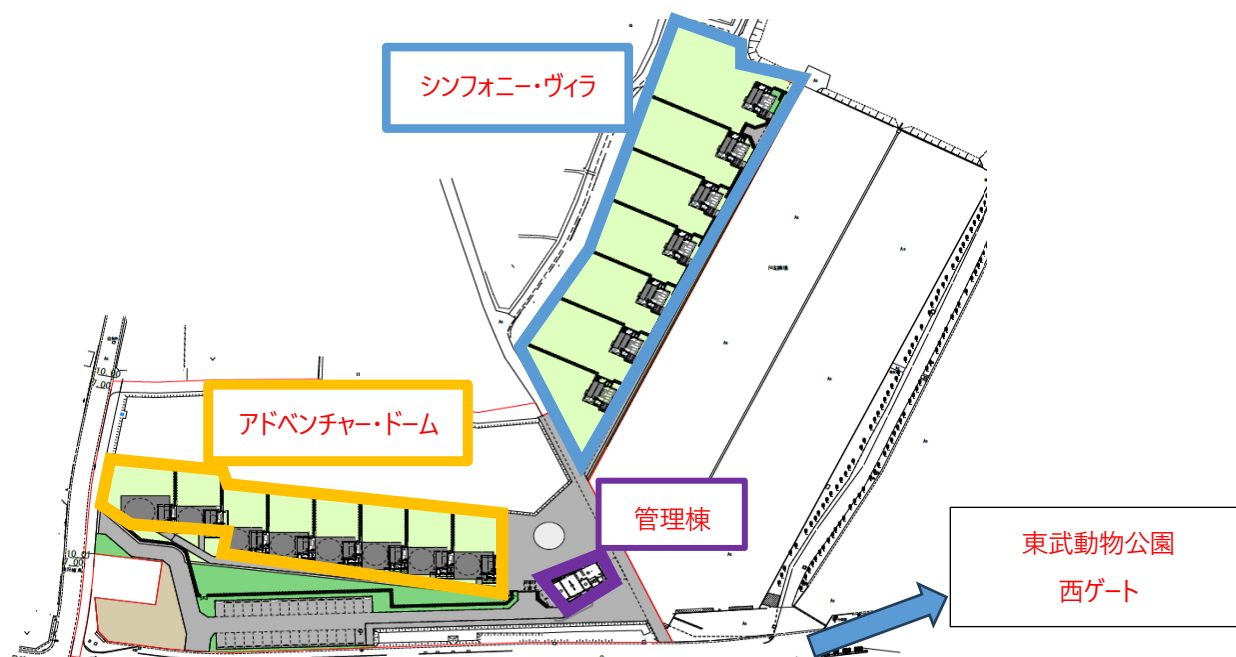 シンフォニー・ヴィラ
アドベンチャー・ドーム
管理棟
東武動物公園
西ゲート